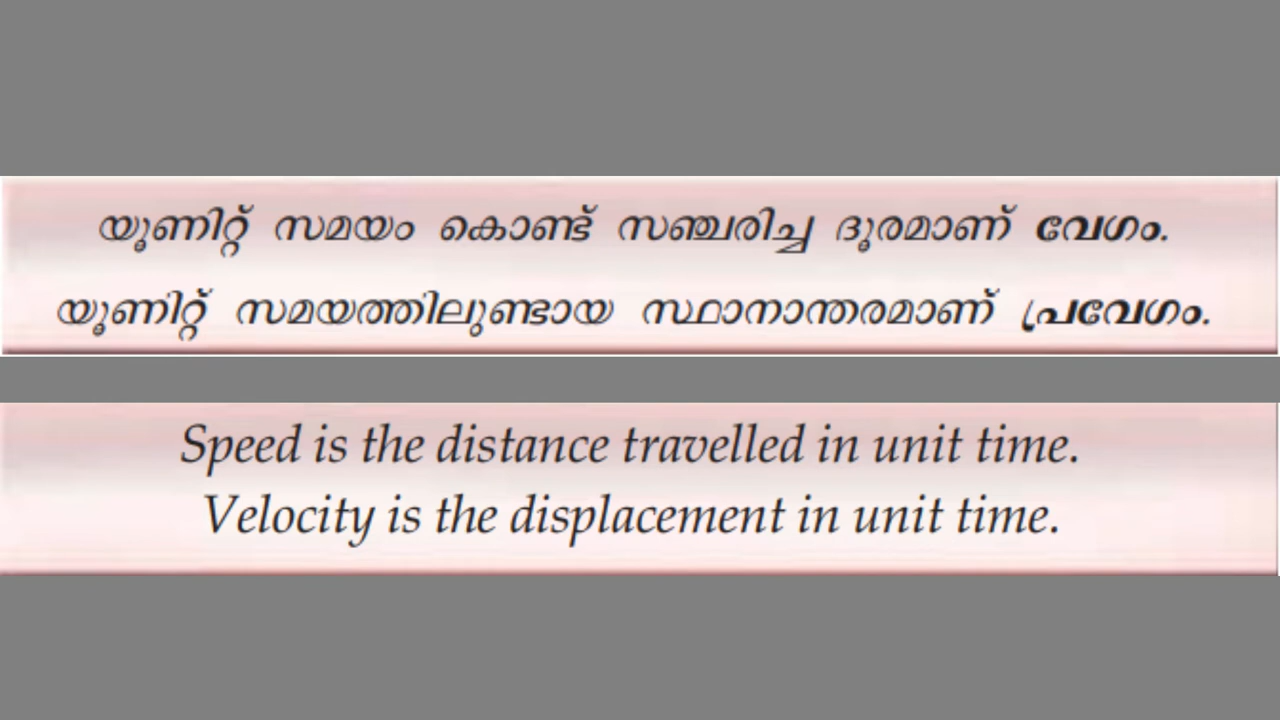 യൂണിറ്റ് സമയം കൊണ്ട് സഞ്ചരിച്ച ദൂരമാണ് വേഗം.
യൂണിറ്റ് സമയത്തിലുണ്ടായ സ്ഥാനാന്തരമാണ് പ്രവേഗം.
Speed is the distance travelled in unit time.
Velocity is the displacement in unit time.